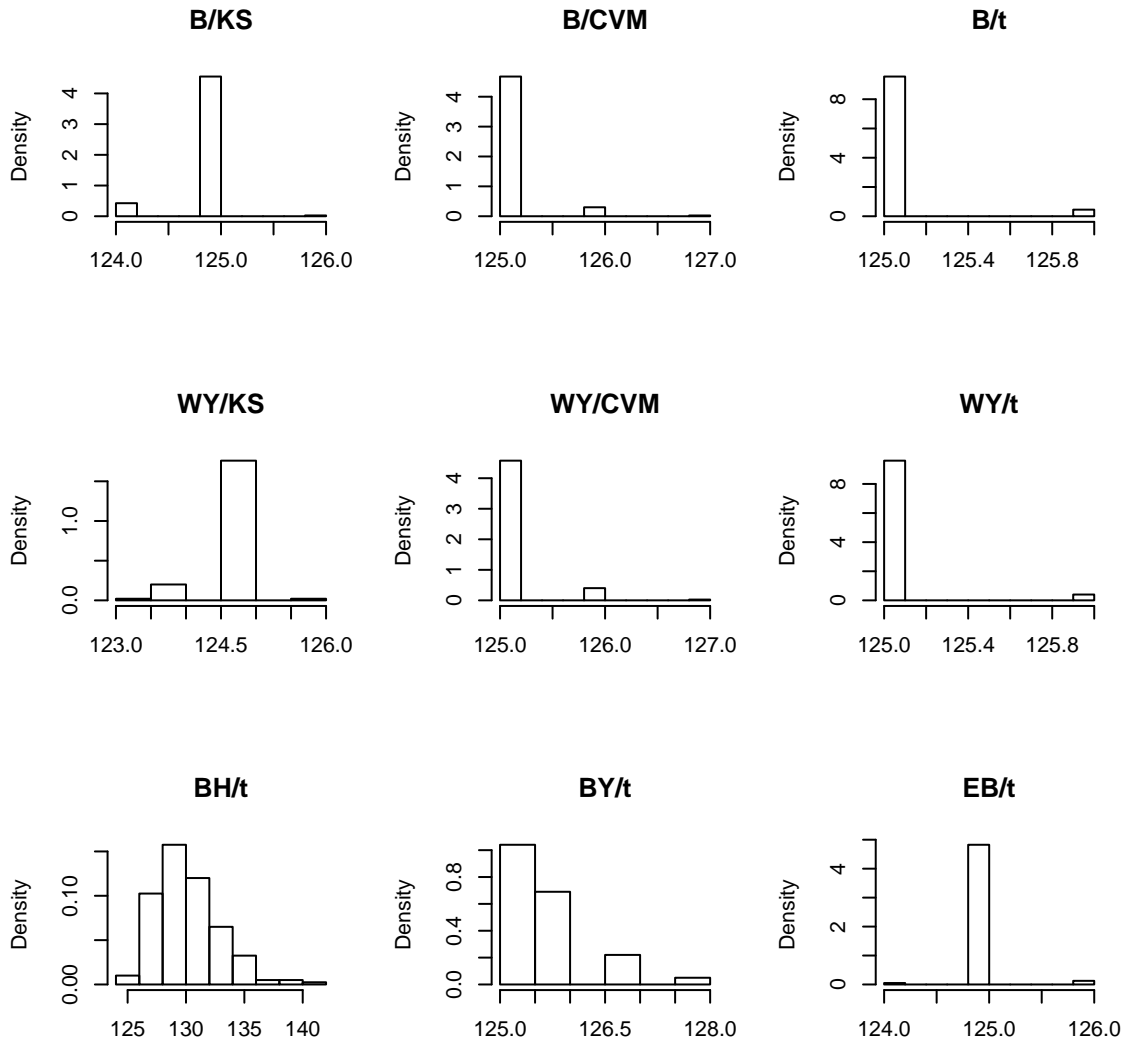 B/KS
B/CVM
B/t
Density
0 1 2 3 4
124.0 125.0 126.0
Density
0 1 2 3 4
125.0 126.0 127.0
Density
0 4 8
125.0 125.4 125.8
WY/KS
WY/CVM
WY/t
Density
0.0 1.0
123.0 124.5 126.0
Density
0 1 2 3 4
125.0 126.0 127.0
Density
0 4 8
125.0 125.4 125.8
BH/t
BY/t
EB/t
Density
0.00 0.10
125 130 135 140
Density
0.0 0.4 0.8
125.0 126.5 128.0
Density
0 2 4
124.0 125.0 126.0